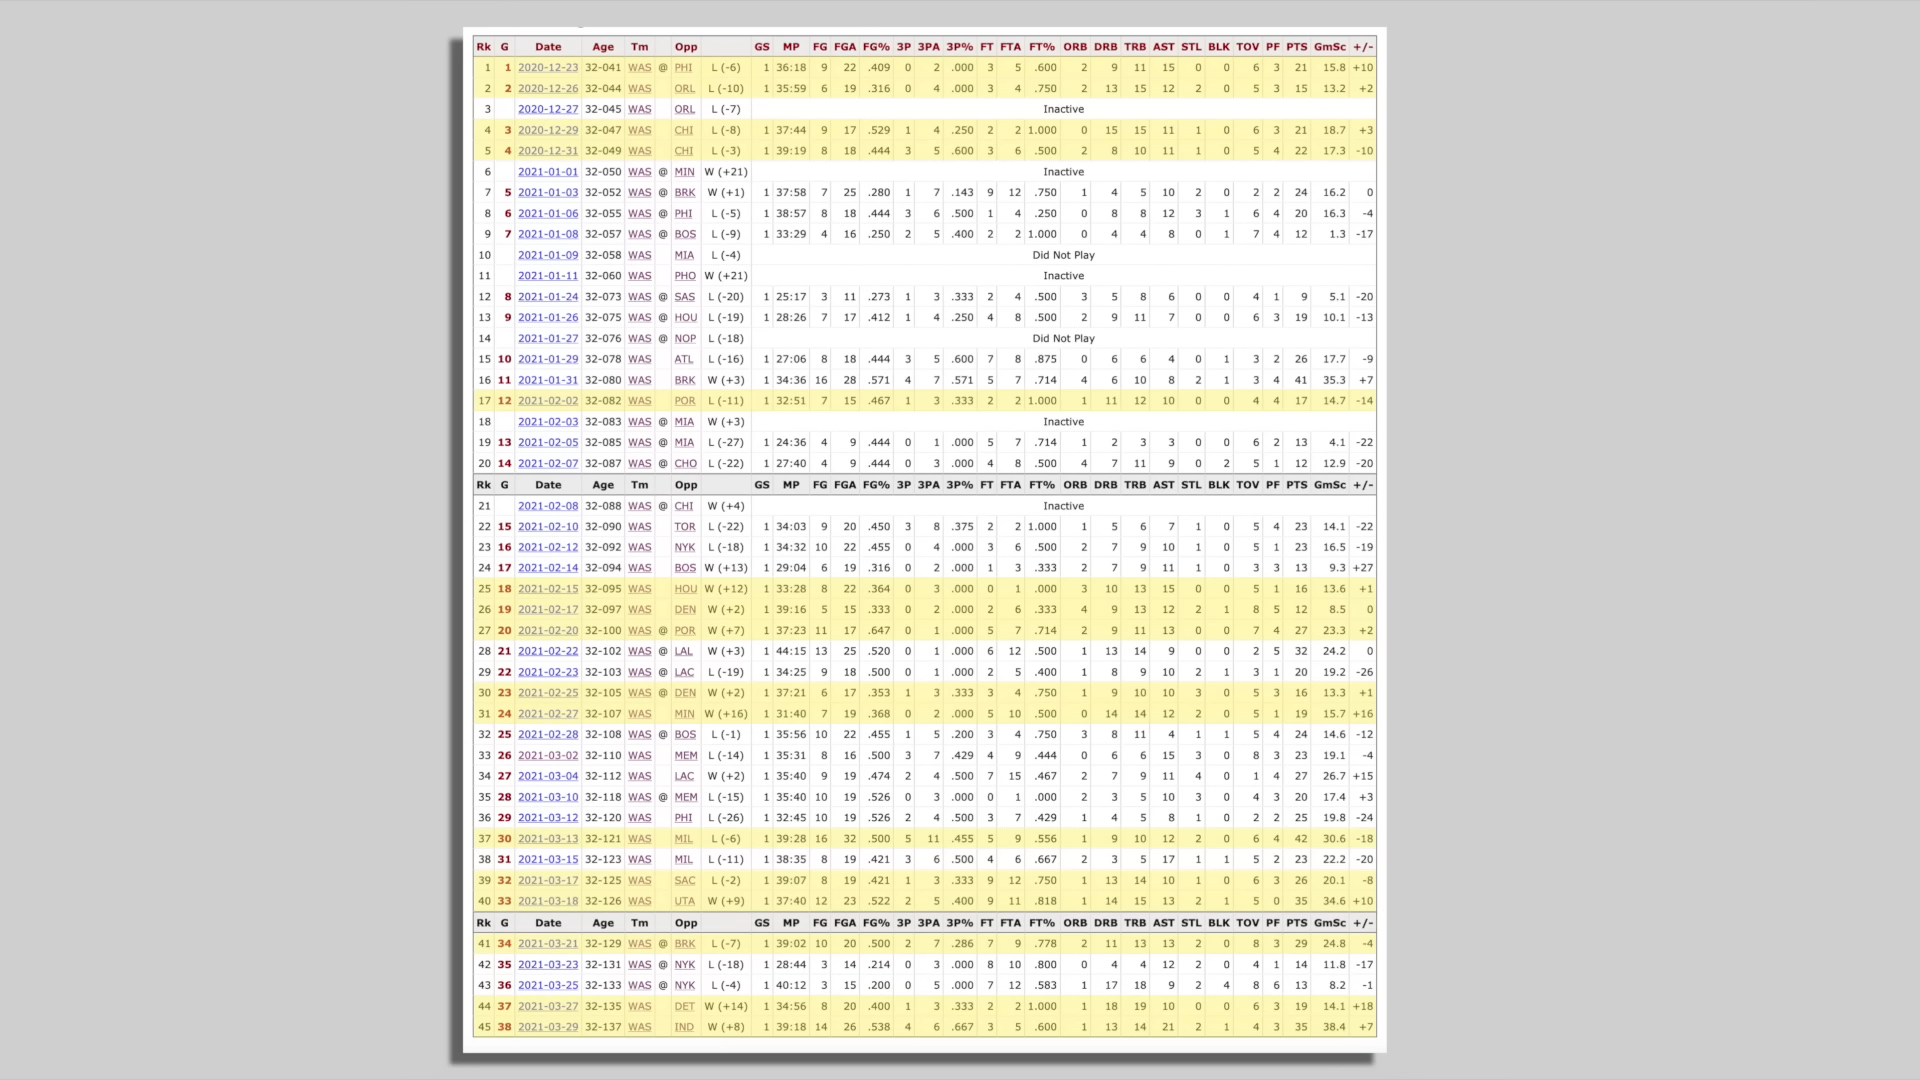 Rk G Date Age Tm Opp GS MP FG FGA FG% 3P 3PA 3P% FT FTA FT% ORB DRB TRB AST STL BLK TOV PF PTS GmSc +/-
1 1 2020-12-23 32-041 WAS @ PHI L (-6) 1 36:18 9 22 .409 0 2 .000 3 5 .600 2 9 11 15 0 0 6 3 21 15.8 +10
2 2 2020-12-26 32-044 WAS ORL L (-10) 1 35:59 6 19 .316 0 4 .000 3 4 .750 2 13 15 12 2 0 5 3 15 13.2 +2
3 2020-12-27 32-045 WAS ORL L (-7) Inactive
4 3 2020-12-29 32-047 WAS CHI L (-8) 1 37:44 9 17 .529 1 4 .250 2 2 1.000 0 15 15 11 1 0 6 3 21 18.7 +3
5 4 2020-12-31 32-049 WAS CHI L (-3) 1 39:19 8 18 .444 3 5 .600 3 6 .500 2 8 10 11 1 0 5 4 22 17.3 -10
6 2021-01-01 32-050 WAS @ MIN W (+21) Inactive
7 5 2021-01-03 32-052 WAS @ BRK W (+1) 1 37:58 7 25 .280 1 7 .143 9 12 .750 1 4 5 10 2 0 2 2 24 16.2 0
8 6 2021-01-06 32-055 WAS @ PHI L (-5) 1 38:57 8 18 .444 3 6 .500 1 4 .250 0 8 8 12 3 1 6 4 20 16.3 -4
9 7 2021-01-08 32-057 WAS @ BOS L (-9) 1 33:29 4 16 .250 2 5 .400 2 2 1.000 0 4 4 8 0 1 7 4 12 1.3 -17
10 2021-01-09 32-058 WAS MIA L (-4) Did Not Play
11 2021-01-11 32-060 WAS PHO W (+21) Inactive
12 8 2021-01-24 32-073 WAS @ SAS L (-20) 1 25:17 3 11 .273 1 3 .333 2 4 .500 3 5 8 6 0 0 4 1 9 5.1 -20
13 9 2021-01-26 32-075 WAS @ HOU L (-19) 1 28:26 7 17 .412 1 4 .250 4 8 .500 2 9 11 7 0 0 6 3 19 10.1 -13
14 2021-01-27 32-076 WAS @ NOP L (-18) Did Not Play
15 10 2021-01-29 32-078 WAS ATL L (-16) 1 27:06 8 18 .444 3 5 .600 7 8 .875 0 6 6 4 0 1 3 2 26 17.7 -9
16 11 2021-01-31 32-080 WAS BRK W (+3) 1 34:36 16 28 .571 4 7 .571 5 7 .714 4 6 10 8 2 1 3 4 41 35.3 +7
17 12 2021-02-02 32-082 WAS POR L (-11) 1 32:51 7 15 .467 1 3 .333 2 2 1.000 1 11 12 10 0 0 4 4 17 14.7 -14
18 2021-02-03 32-083 WAS @ MIA W (+3) Inactive
19 13 2021-02-05 32-085 WAS @ MIA L (-27) 1 24:36 4 9 .444 0 1 .000 5 7 .714 1 2 3 3 0 0 6 2 13 4.1 -22
20 14 2021-02-07 32-087 WAS @ CHO L (-22) 1 27:40 4 9 .444 0 3 .000 4 8 .500 4 7 11 9 0 2 5 1 12 12.9 -20
Rk G Date Age Tm Opp GS MP FG FGA FG% 3P 3PA 3P% FT FTA FT% ORB DRB TRB AST STL BLK TOV PF PTS GmSc +/-
21 2021-02-08 32-088 WAS @ CHI W (+4) Inactive
22 15 2021-02-10 32-090 WAS TOR L (-22) 1 34:03 9 20 .450 3 8 .375 2 2 1.000 1 5 6 7 1 0 5 4 23 14.1 -22
23 16 2021-02-12 32-092 WAS NYK L (-18) 1 34:32 10 22 .455 0 4 .000 3 6 .500 2 7 9 10 1 0 5 1 23 16.5 -19
24 17 2021-02-14 32-094 WAS BOS W (+13) 1 29:04 6 19 .316 0 2 .000 1 3 .333 2 7 9 11 1 0 3 3 13 9.3 +27
25 18 2021-02-15 32-095 WAS HOU W (+12) 1 33:28 8 22 .364 0 3 .000 0 1 .000 3 10 13 15 0 0 5 1 16 13.6 +1
26 19 2021-02-17 32-097 WAS DEN W (+2) 1 39:16 5 15 .333 0 2 .000 2 6 .333 4 9 13 12 2 1 8 5 12 8.5 0
27 20 2021-02-20 32-100 WAS @ POR W (+7) 1 37:23 11 17 .647 0 1 .000 5 7 .714 2 9 11 13 0 0 7 4 27 23.3 +2
28 21 2021-02-22 32-102 WAS @ LAL W (+3) 1 44:15 13 25 .520 0 1 .000 6 12 .500 1 13 14 9 0 0 2 5 32 24.2 0
29 22 2021-02-23 32-103 WAS @ LAC L (-19) 1 34:25 9 18 .500 0 1 .000 2 5 .400 1 8 9 10 2 1 3 1 20 19.2 -26
30 23 2021-02-25 32-105 WAS @ DEN W (+2) 1 37:21 6 17 .353 1 3 .333 3 4 .750 1 9 10 10 3 0 5 3 16 13.3 +1
31 24 2021-02-27 32-107 WAS MIN W (+16) 1 31:40 7 19 .368 0 2 .000 5 10 .500 0 14 14 12 2 0 5 1 19 15.7 +16
32 25 2021-02-28 32-108 WAS @ BOS L (-1) 1 35:56 10 22 .455 1 5 .200 3 4 .750 3 8 11 4 1 1 5 4 24 14.6 -12
33 26 2021-03-02 32-110 WAS MEM L (-14) 1 35:31 8 16 .500 3 7 .429 4 9 .444 0 6 6 15 3 0 8 3 23 19.1 -4
34 27 2021-03-04 32-112 WAS LAC W (+2) 1 35:40 9 19 .474 2 4 .500 7 15 .467 2 7 9 11 4 0 1 4 27 26.7 +15
35 28 2021-03-10 32-118 WAS @ MEM L (-15) 1 35:40 10 19 .526 0 3 .000 0 1 .000 2 3 5 10 3 0 4 3 20 17.4 +3
36 29 2021-03-12 32-120 WAS PHI L (-26) 1 32:45 10 19 .526 2 4 .500 3 7 .429 1 4 5 8 1 0 2 2 25 19.8 -24
37 30 2021-03-13 32-121 WAS MIL L (-6) 1 39:28 16 32 .500 5 11 .455 5 9 .556 1 9 10 12 2 0 6 4 42 30.6 -18
38 31 2021-03-15 32-123 WAS MIL L (-11) 1 38:35 8 19 .421 3 6 .500 4 6 .667 2 3 5 17 1 1 5 2 23 22.2 -20
39 32 2021-03-17 32-125 WAS SAC L (-2) 1 39:07 8 19 .421 1 3 .333 9 12 .750 1 13 14 10 1 0 6 3 26 20.1 -8
40 33 2021-03-18 32-126 WAS UTA W (+9) 1 37:40 12 23 .522 2 5 .400 9 11 .818 1 14 15 13 2 1 5 0 35 34.6 +10
Rk G Date Age Tm Opp GS MP FG FGA FG% 3P 3PA 3P% FT FTA FT% ORB DRB TRB AST STL BLK TOV PF PTS GmSc +/-
41 34 2021-03-21 32-129 WAS @ BRK L (-7) 1 39:02 10 20 .500 2 7 .286 7 9 .778 2 11 13 13 2 0 8 3 29 24.8 -4
42 35 2021-03-23 32-131 WAS @ NYK L (-18) 1 28:44 3 14 .214 0 3 .000 8 10 .800 0 4 4 12 2 0 4 1 14 11.8 -17
43 36 2021-03-25 32-133 WAS @ NYK L (-4) 1 40:12 3 15 .200 0 5 .000 7 12 .583 1 17 18 9 2 4 8 6 13 8.2 -1
44 37 2021-03-27 32-135 WAS DET W (+14) 1 34:56 8 20 .400 1 3 .333 2 2 1.000 1 18 19 10 0 0 6 3 19 14.1 +18
45 38 2021-03-29 32-137 WAS IND W (+8) 1 39:18 14 26 .538 4 6 .667 3 5 .600 1 13 14 21 2 1 4 3 35 38.4 +7